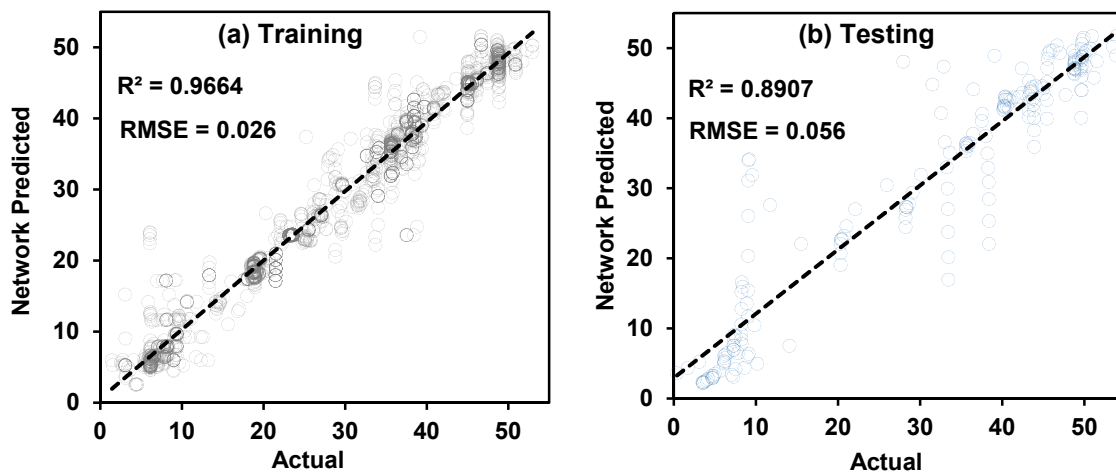 (a) Training
R² = 0.9664
RMSE = 0.026
Network Predicted
60
50
40
30
20
10
0
0 10 20 30 40 50
Actual
(b) Testing
R² = 0.8907
RMSE = 0.056
Network Predicted
60
50
40
30
20
10
0
0 10 20 30 40 50
Actual